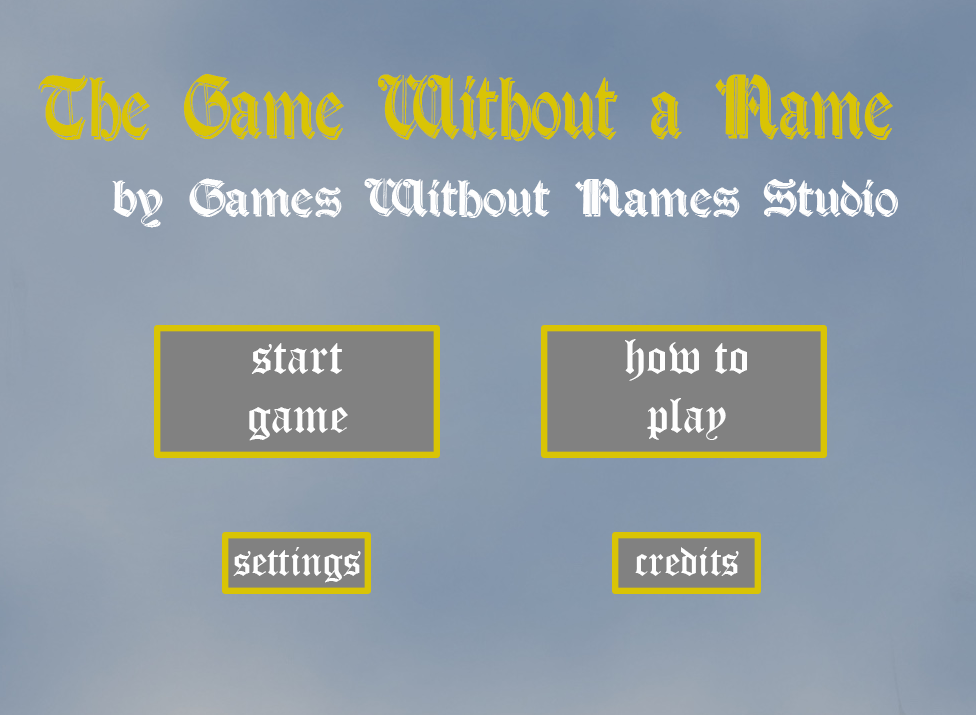 The Game Without a Name
by Games Without Names Studio
start
game
how to
play
settings
credits